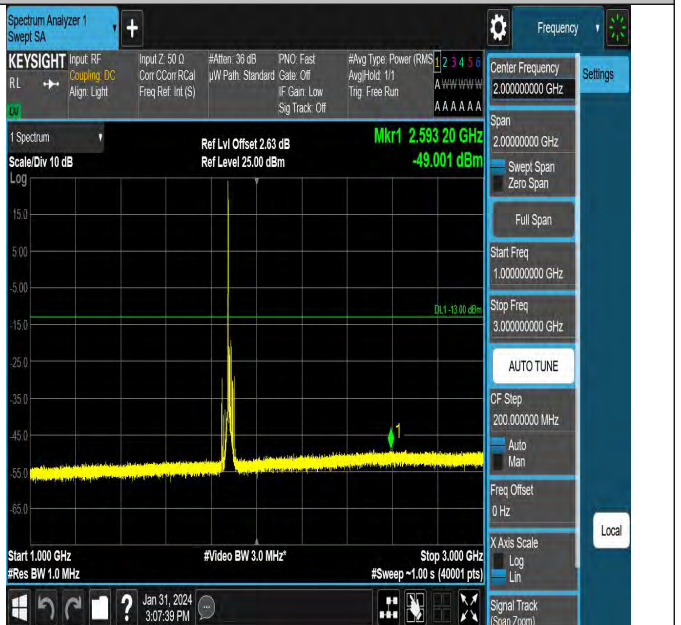 Spectrum Analyzer 1
Swept SA
+
Frequency
KEYSIGHT
RL
Input: RF
Coupling: DC
Align: Light
Input Z: 50 Ω
Corr CCorr RCal
Freq Ref: Int (S)
#Atten: 36 dB
µW Path: Standard
PNO: Fast
Gate: Off
IF Gain: Low
Sig Track: Off
#Avg Type: Power (RMS
Avg|Hold: 1/1
Trig: Free Run
1 2 3 4 5 6
A W W W W W
A A A A A A
1 Spectrum
Scale/Div 10 dB
Log
Ref Lvl Offset 2.63 dB
Ref Level 25.00 dBm
Mkr1 2.593 20 GHz
-49.001 dBm
15.0
5.00
-5.00
-15.0
-25.0
-35.0
-45.0
-55.0
-65.0
DL1 -13.00 dBm
1
Start 1.000 GHz
#Res BW 1.0 MHz
#Video BW 3.0 MHz*
Stop 3.000 GHz
#Sweep ~1.00 s (40001 pts)
Center Frequency
2.000000000 GHz
Settings
Span
2.00000000 GHz
Swept Span
Zero Span
Full Span
Start Freq
1.000000000 GHz
Stop Freq
3.000000000 GHz
AUTO TUNE
CF Step
200.000000 MHz
Auto
Man
Freq Offset
0 Hz
X Axis Scale
Log
Lin
Local
Signal Track
(Span Zoom)
?
Jan 31, 2024
3:07:39 PM